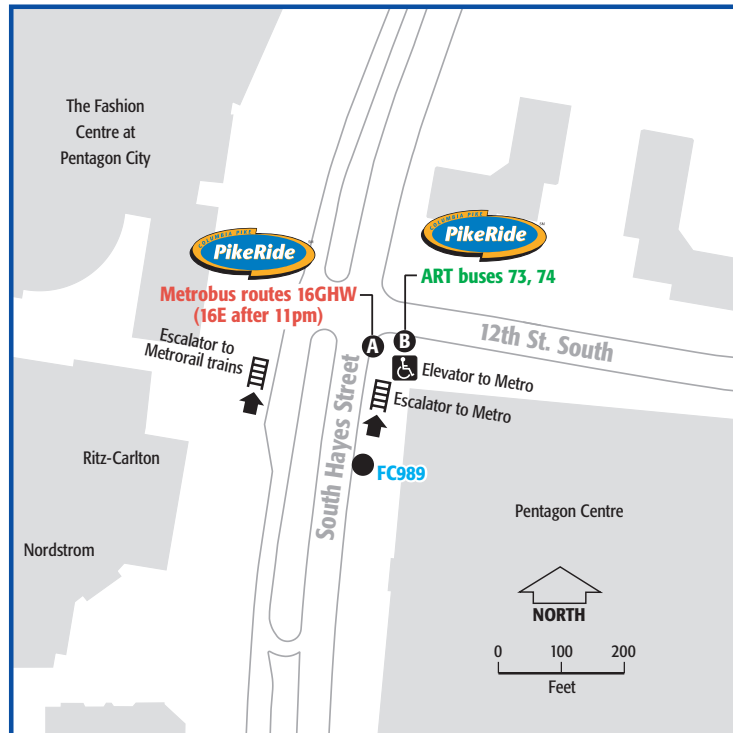 The Fashion
Centre at
Pentagon City
COLUMBIA PIKE
PikeRide
Metrobus routes 16GHW
(16E after 11pm)
COLUMBIA PIKE
PikeRide
ART buses 73, 74
12th St. South
Escalator to
Metrorail trains
A
B
Elevator to Metro
Escalator to Metro
South Hayes Street
FC989
Ritz-Carlton
Nordstrom
Pentagon Centre
NORTH
0 100 200
Feet